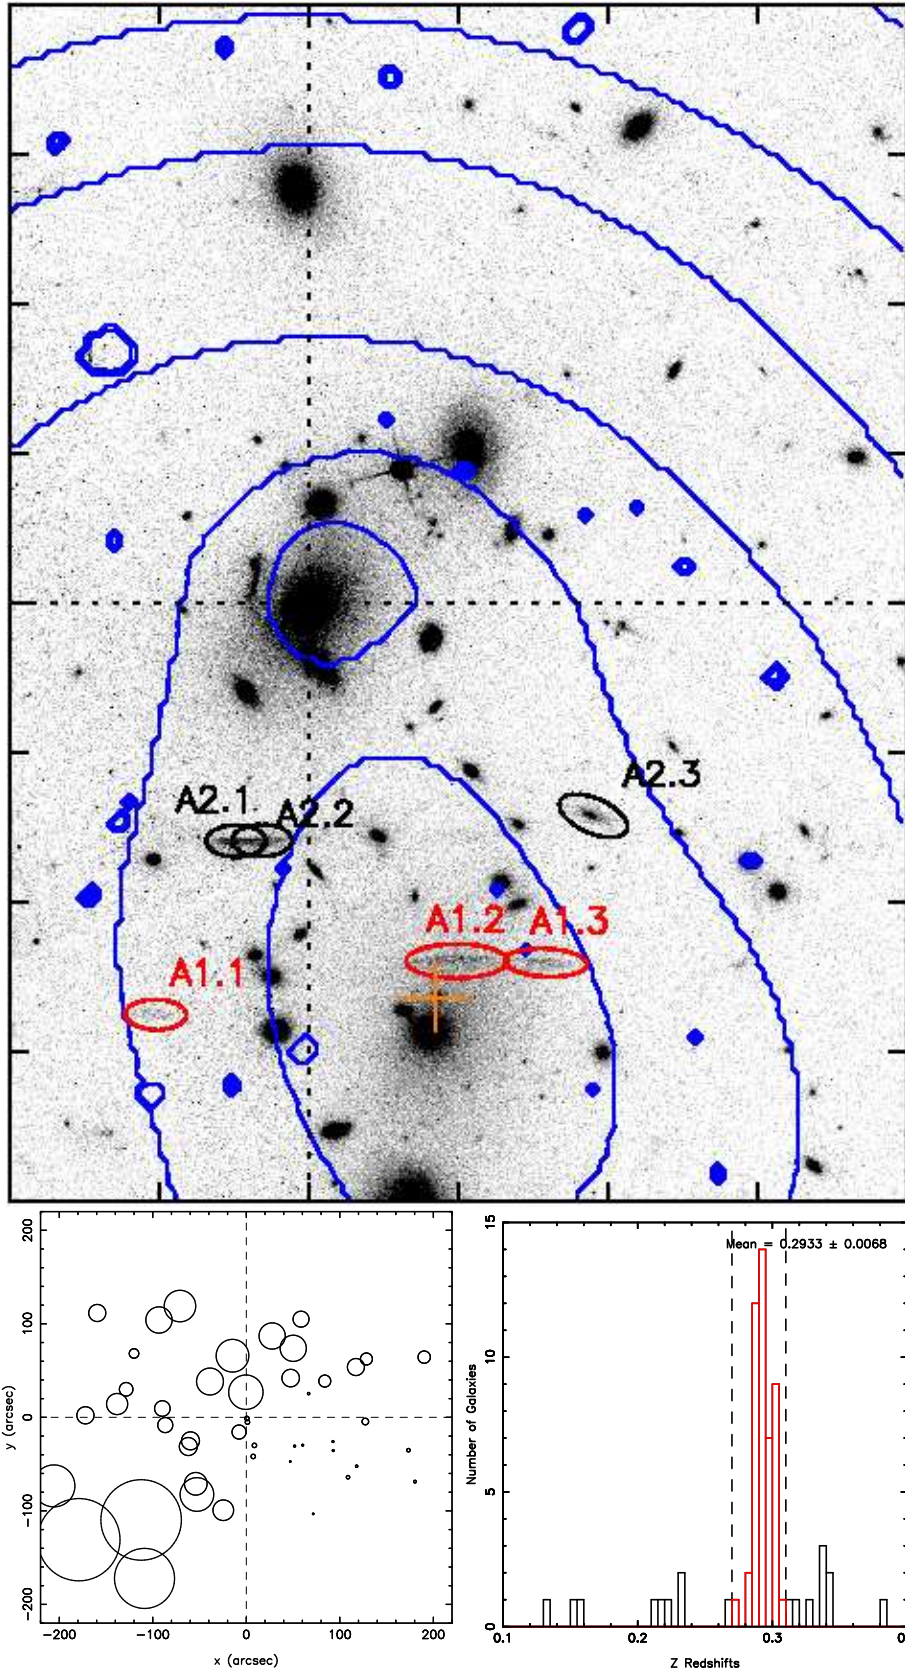 A2.3
A2.1
A2.2
A1.2 A1.3
A1.1
200
100
0
−100
−200
y (arcsec)
−200 −100 0 100 200
x (arcsec)
Mean = 0.2933 ± 0.0068
15
10
5
0
Number of Galaxies
0.1 0.2 0.3
Z Redshifts